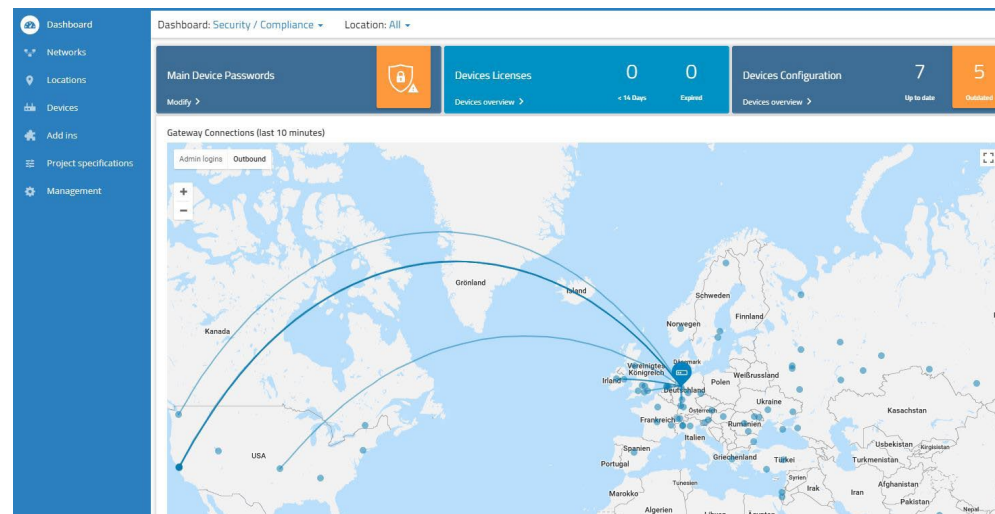 Dashboard
Networks
Locations
Devices
Add ins
Project specifications
Management
Dashboard: Security / Compliance
Location: All
Main Device Passwords
Modify >
Devices Licenses
0
0
Devices overview >
< 14 Days
Expired
Devices Configuration
7
5
Devices overview >
Up to date
Outdated
Gateway Connections (last 10 minutes)
Admin logins
Outbound
+
−
Grönland
Island
Schweden
Finnland
Norwegen
Kanada
Vereinigtes
Königreich
Dänemark
Irland
Deutschland
Polen
Weißrussland
Ukraine
Kasachstan
Österreich
Frankreich
Rumänien
Italien
USA
Spanien
Portugal
Griechenland
Türkei
Usbekistan
Kirgisistan
Turkmenistan
Syrien
Afghanistan
Tunesien
Irak
Iran
Marokko
Pakistan
Algerien
Libyen
Ägypten
Nepal